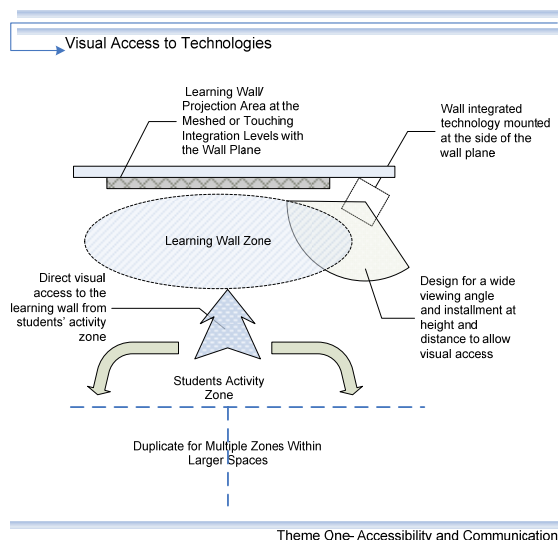 Visual Access to Technologies
Learning Wall/
Projection Area at the
Meshed or Touching
Integration Levels with
the Wall Plane
Wall integrated
technology mounted
at the side of the
wall plane
Learning Wall Zone
Direct visual
access to the
learning wall from
students' activity
zone
Design for a wide
viewing angle
and installment at
height and
distance to allow
visual access
Students Activity
Zone
Duplicate for Multiple Zones Within
Larger Spaces
Theme One- Accessibility and Communication